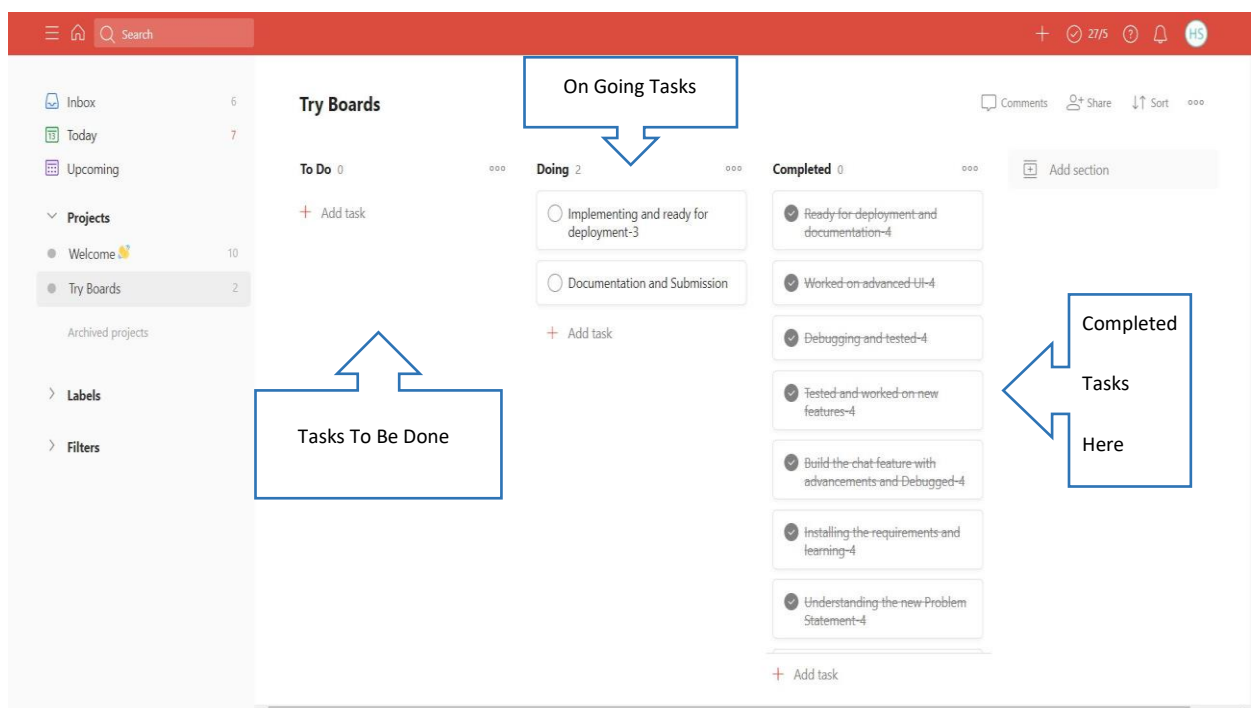 Search
27/5
HS
Inbox 6
13
Today 7
Upcoming
Projects
Welcome 10
Try Boards 2
Archived projects
Labels
Filters
Try Boards
On Going Tasks
Comments
Share
Sort
To Do 0
Add task
Tasks To Be Done
Doing 2
Implementing and ready for
deployment-3
Documentation and Submission
Add task
Completed 0
Ready for deployment and
documentation-4
Worked on advanced UI-4
Debugging and tested-4
Tested and worked on new
features-4
Build the chat feature with
advancements and Debugged-4
Installing the requirements and
learning-4
Understanding the new Problem
Statement-4
Add task
Add section
Completed
Tasks
Here